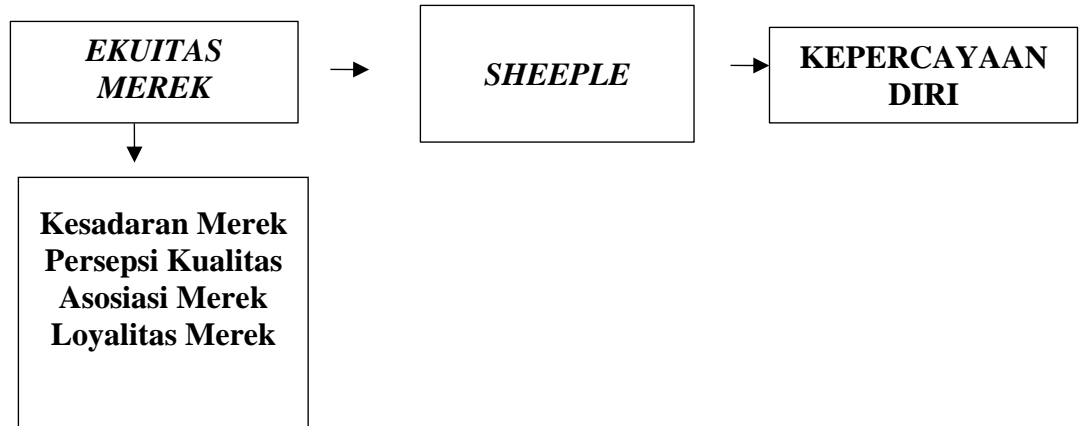 EKUITAS
MEREK
SHEEPLE
KEPERCAYAAN
DIRI
Kesadaran Merek
Persepsi Kualitas
Asosiasi Merek
Loyalitas Merek